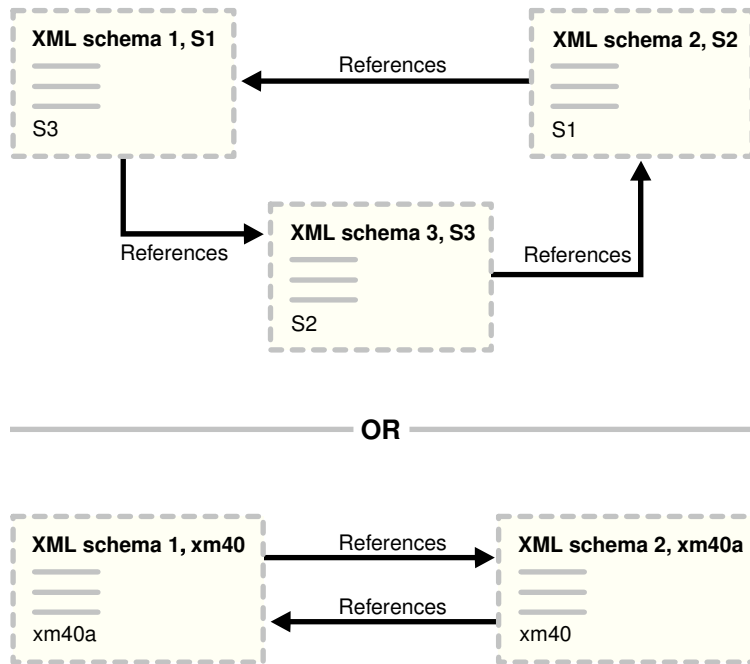 XML schema 1, S1
S3
References
XML schema 2, S2
S1
References
XML schema 3, S3
S2
References
OR
XML schema 1, xm40
xm40a
References
References
XML schema 2, xm40a
xm40